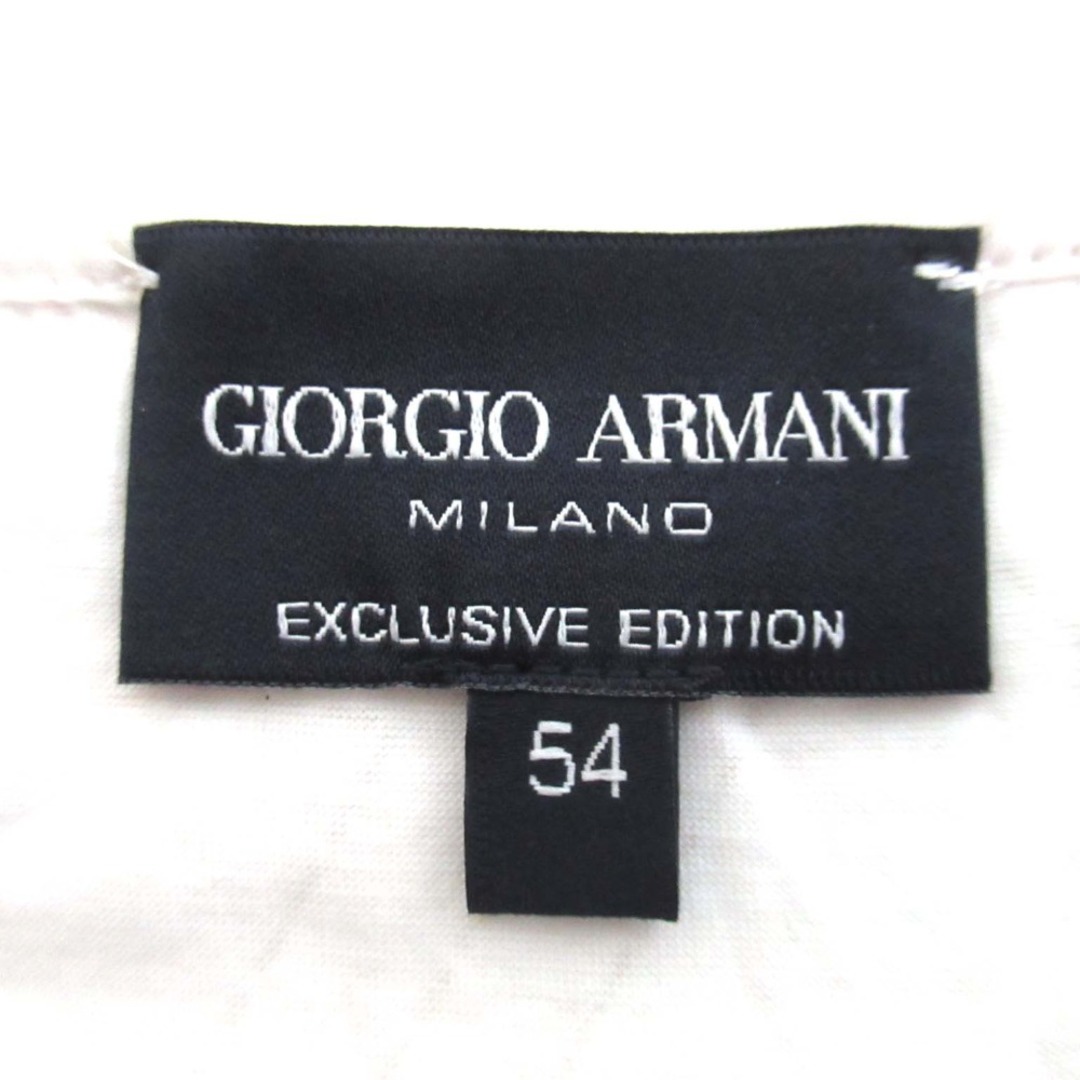 GIORGIO ARMANI
MILANO
EXCLUSIVE EDITION
54